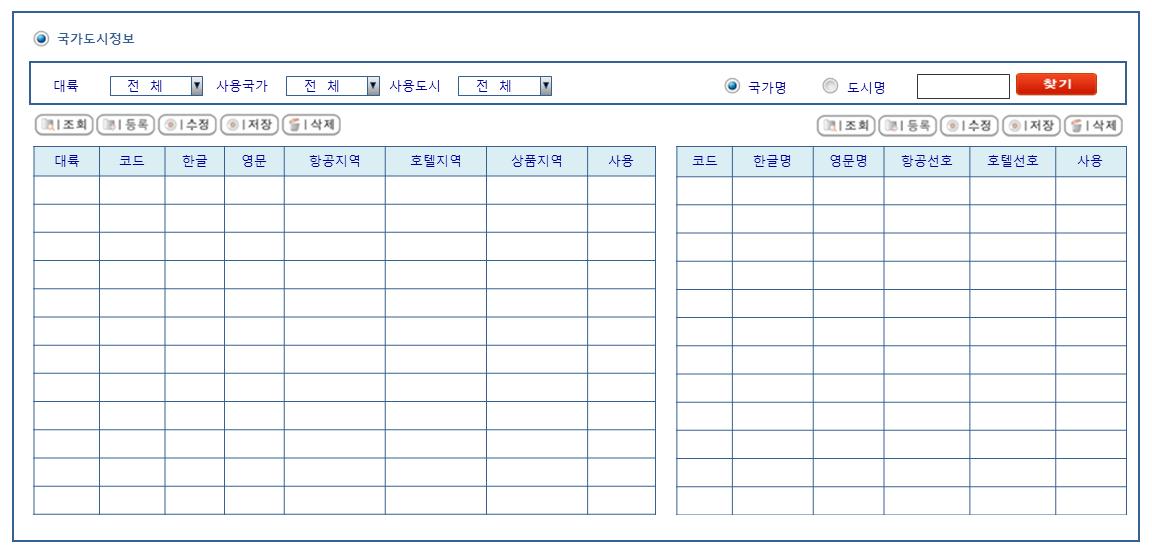 국가도시정보
대륙 전 체 사용국가 전 체 사용도시 전 체 국가명 도시명 찾기
조회 등록 수정 저장 삭제 조회 등록 수정 저장 삭제
대륙 코드 한글 영문 항공지역 호텔지역 상품지역 사용 코드 한글명 영문명 항공선호 호텔선호 사용